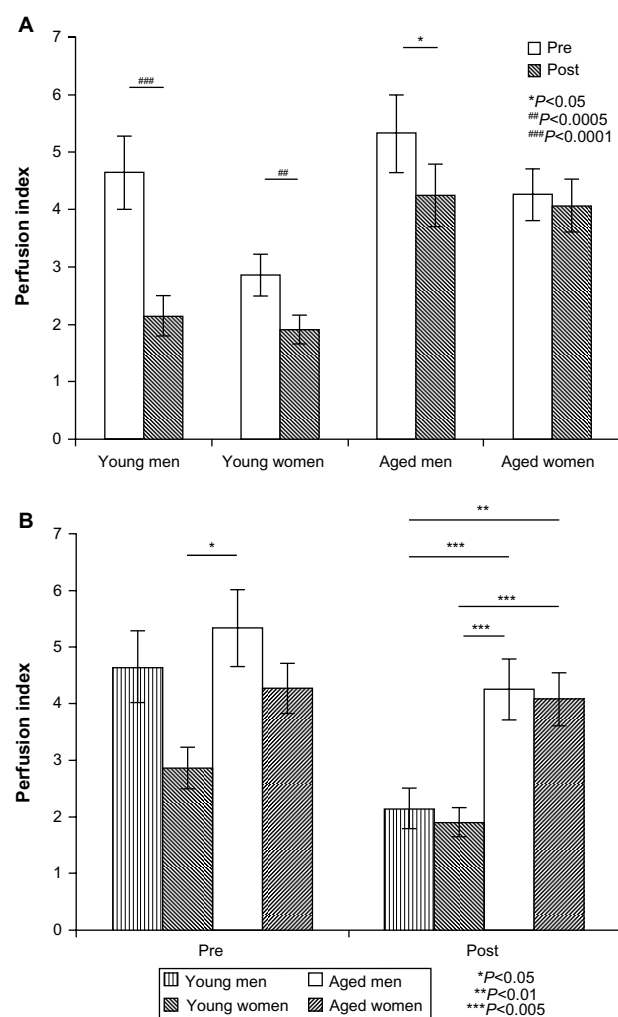 A
7
6
5
4
3
2
1
0
Perfusion index
###
##
*
Pre
Post
*P<0.05
##P<0.0005
###P<0.0001
Young men
Young women
Aged men
Aged women
B
7
6
5
4
3
2
1
0
Perfusion index
*
**
***
***
***
Pre
Post
Young men
Aged men
Young women
Aged women
*P<0.05
**P<0.01
***P<0.005